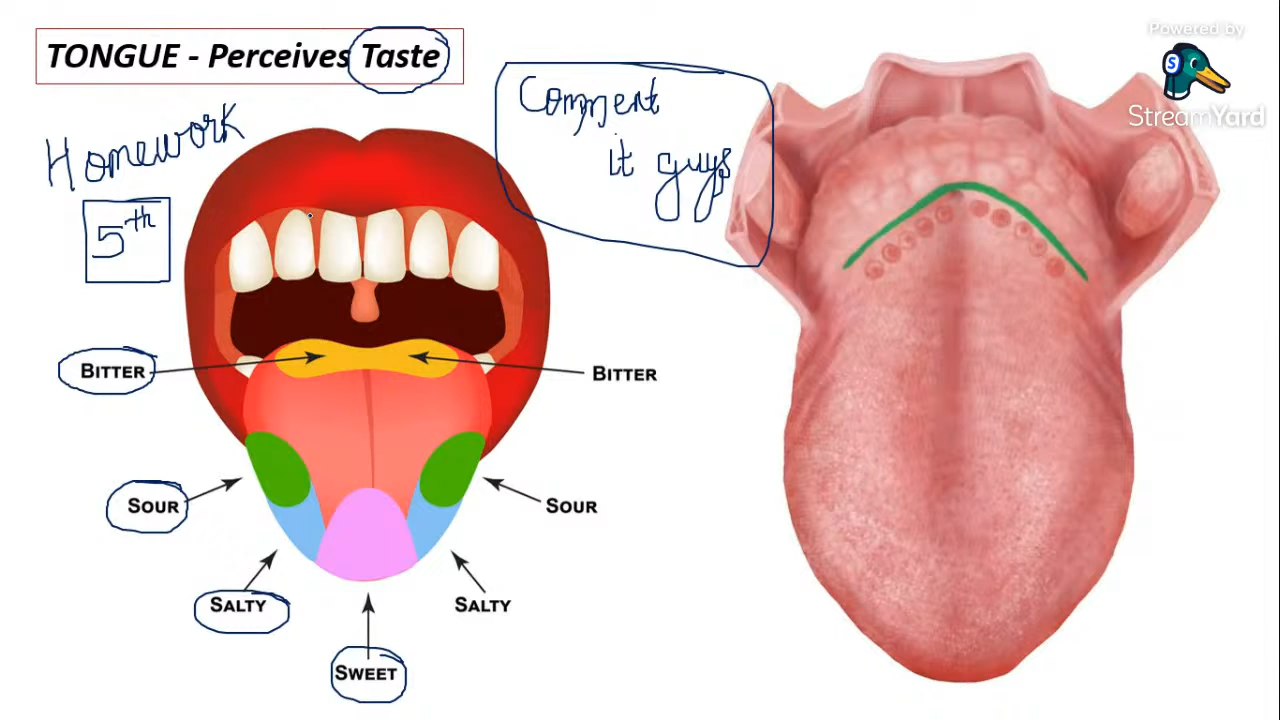 TONGUE - Perceives Taste
Powered by
StreamYard
Homework
5th
Comment
it guys
BITTER
BITTER
SOUR
SOUR
SALTY
SALTY
SWEET